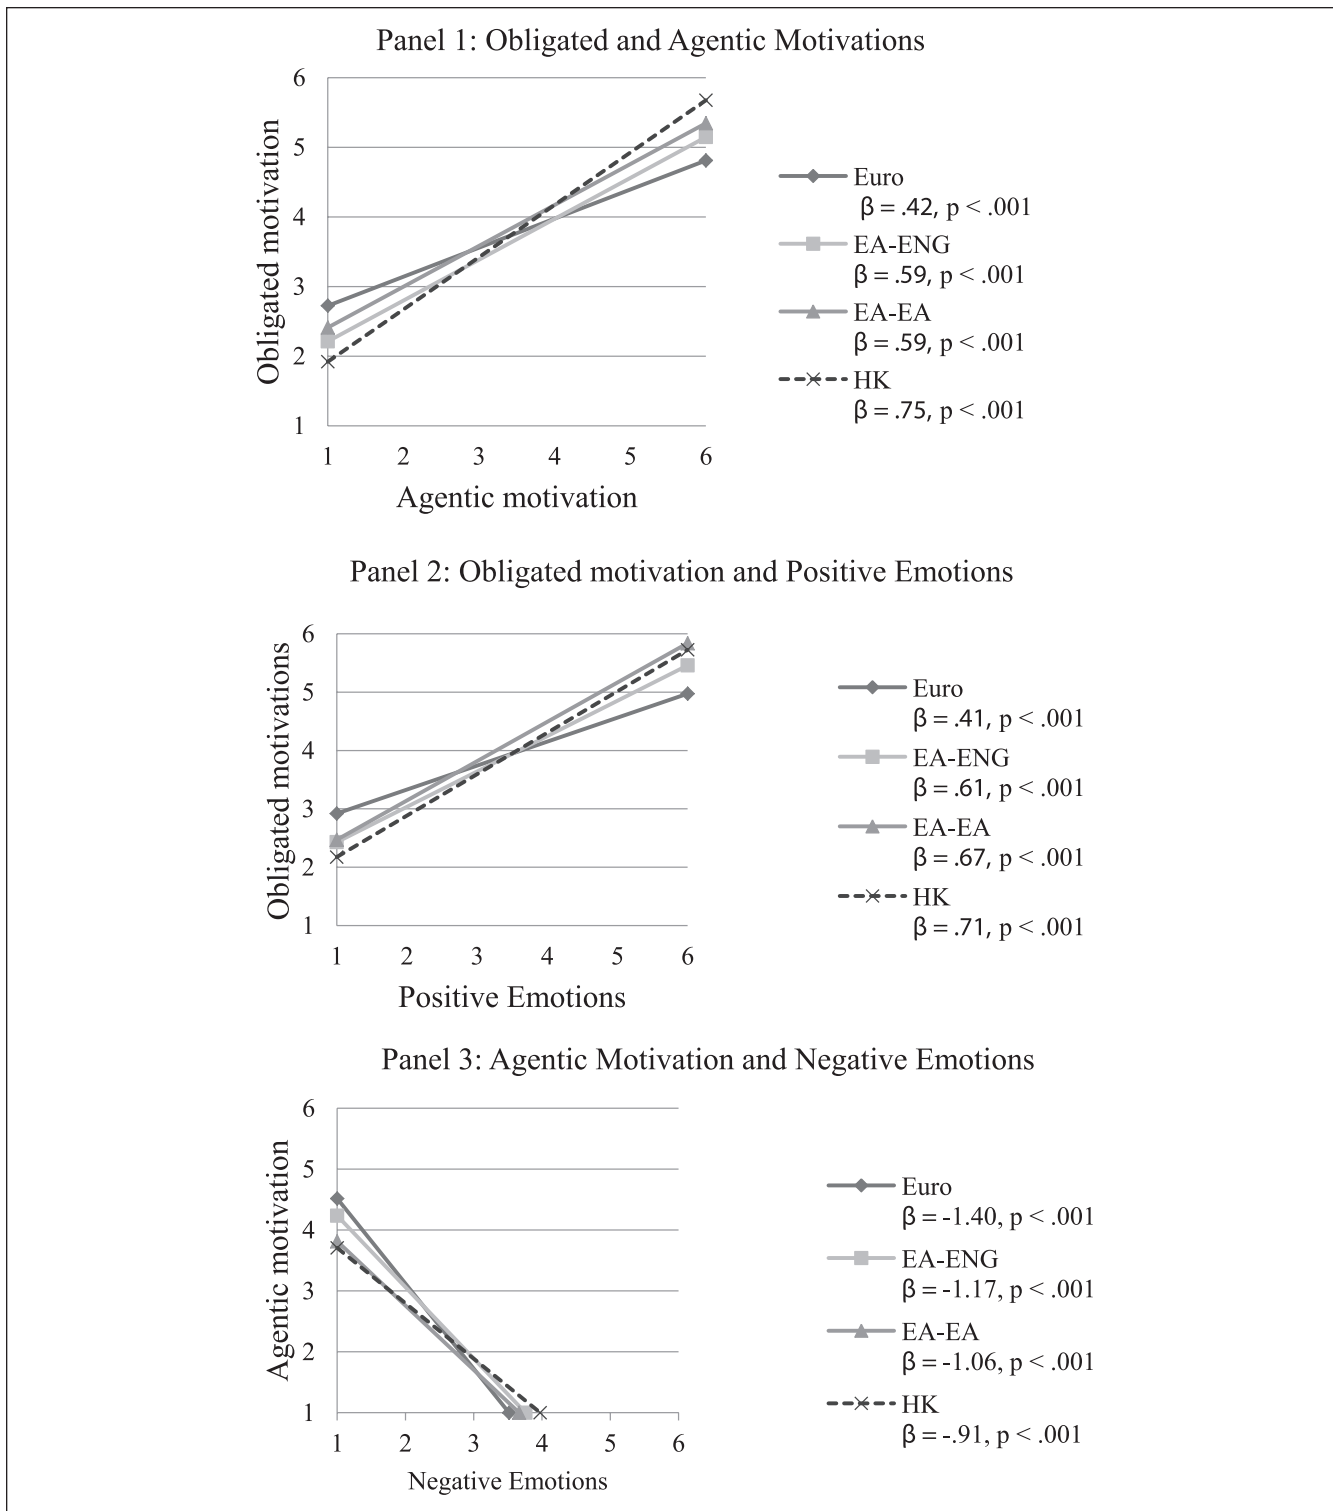 Panel 1: Obligated and Agentic Motivations
Obligated motivation
6
5
4
3
2
1
1 2 3 4 5 6
Agentic motivation
Euro
β = .42, p < .001
EA-ENG
β = .59, p < .001
EA-EA
β = .59, p < .001
HK
β = .75, p < .001
Panel 2: Obligated motivation and Positive Emotions
Obligated motivations
6
5
4
3
2
1
1 2 3 4 5 6
Positive Emotions
Euro
β = .41, p < .001
EA-ENG
β = .61, p < .001
EA-EA
β = .67, p < .001
HK
β = .71, p < .001
Panel 3: Agentic Motivation and Negative Emotions
Agentic motivation
6
5
4
3
2
1
1 2 3 4 5 6
Negative Emotions
Euro
β = -1.40, p < .001
EA-ENG
β = -1.17, p < .001
EA-EA
β = -1.06, p < .001
HK
β = -.91, p < .001